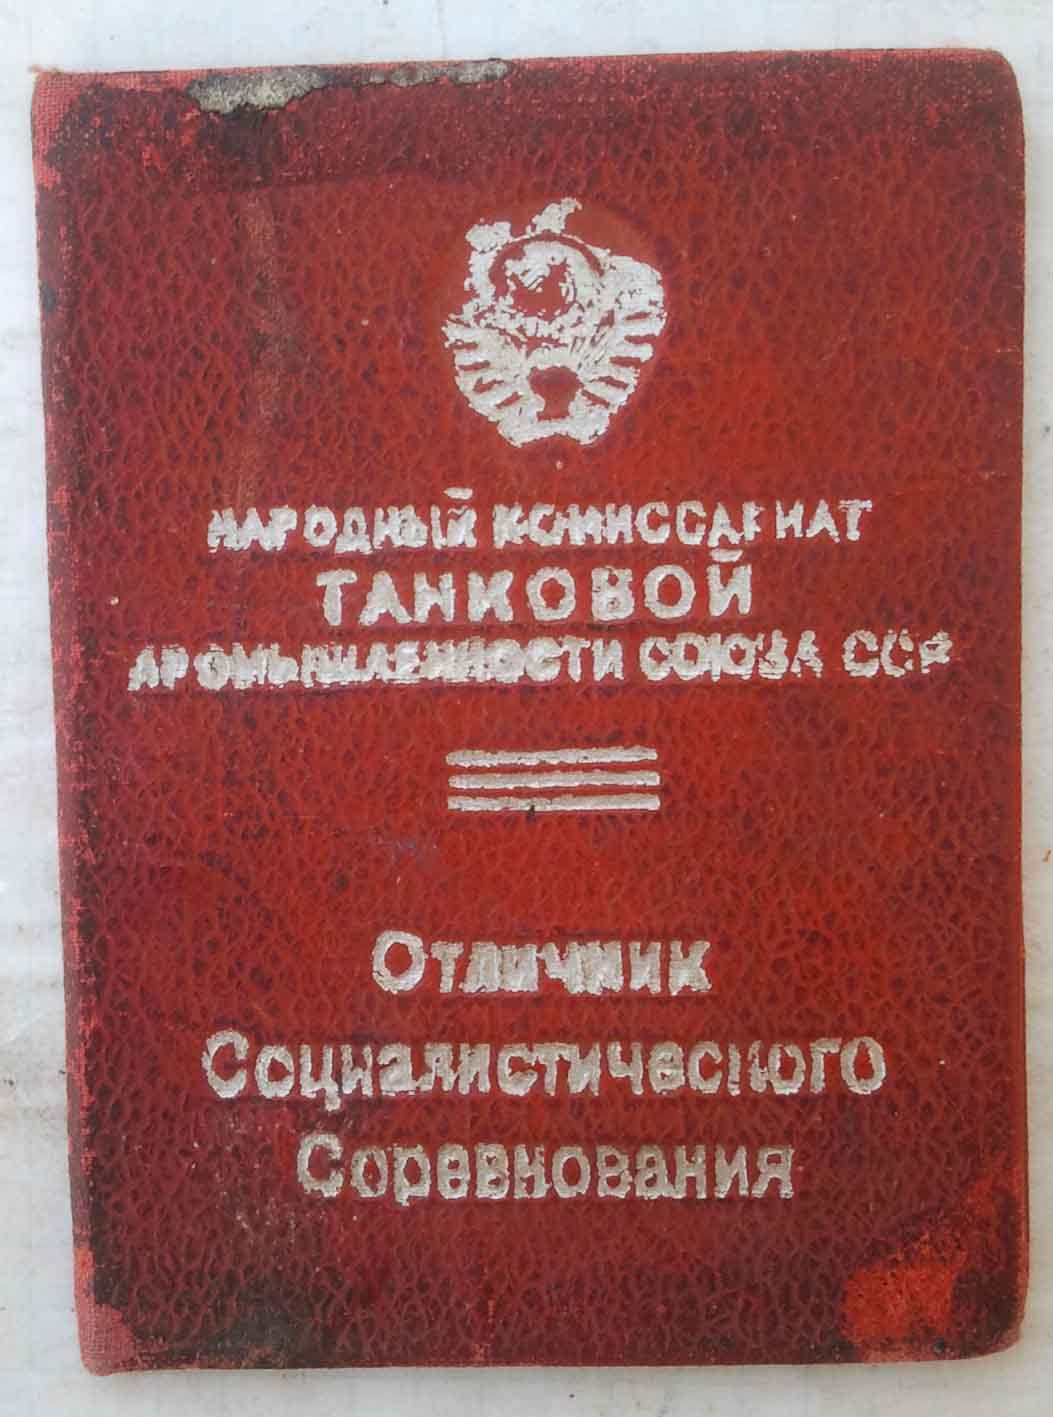 НАРОДНЫЙ КОМИССАРИАТ
ТАНКОВОЙ
ПРОМЫШЛЕННОСТИ СОЮЗА ССР
Отличник
Социалистического
Соревнования